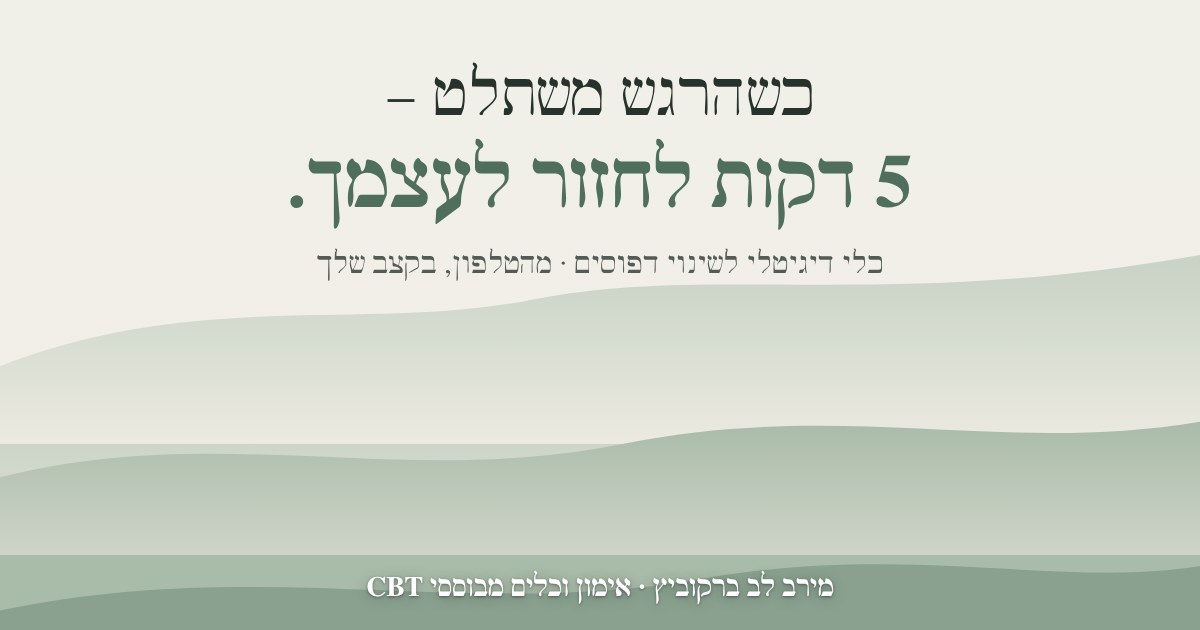 כשהרגש משתלט –
5 דקות לחזור לעצמך.
כלי דיגיטלי לשינוי דפוסים · מהטלפון, בקצב שלך
מירב לב ברקוביץ · אימון וכלים מבוססי CBT